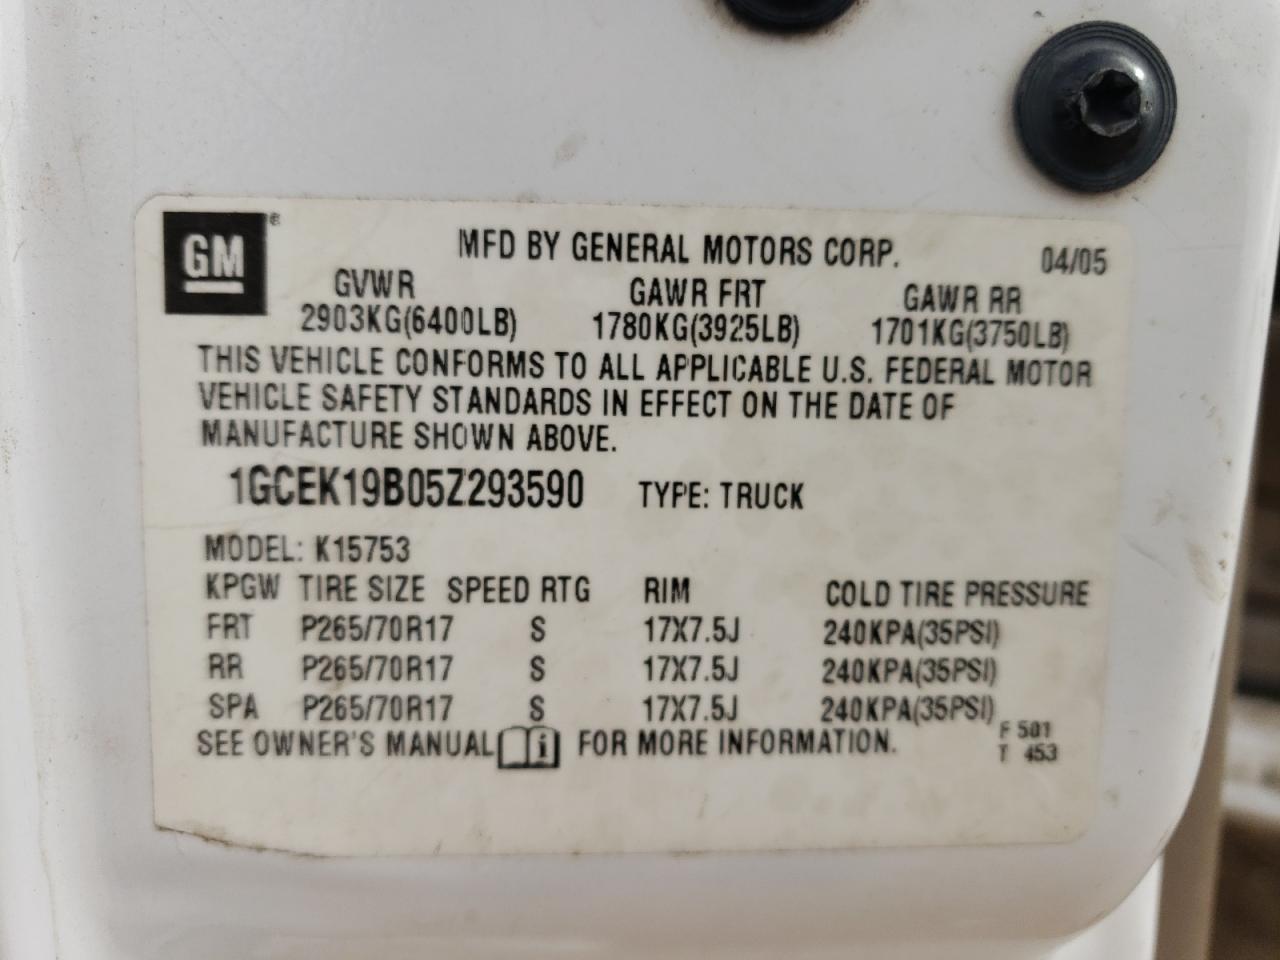 GM®
MFD BY GENERAL MOTORS CORP. 04/05
GVWR GAWR FRT GAWR RR
2903KG(6400LB) 1780KG(3925LB) 1701KG(3750LB)
THIS VEHICLE CONFORMS TO ALL APPLICABLE U.S. FEDERAL MOTOR
VEHICLE SAFETY STANDARDS IN EFFECT ON THE DATE OF
MANUFACTURE SHOWN ABOVE.
1GCEK19B05Z293590 TYPE: TRUCK
MODEL: K15753
KPGW TIRE SIZE SPEED RTG RIM COLD TIRE PRESSURE
FRT P265/70R17 S 17X7.5J 240KPA(35PSI)
RR P265/70R17 S 17X7.5J 240KPA(35PSI)
SPA P265/70R17 S 17X7.5J 240KPA(35PSI)
SEE OWNER'S MANUAL i FOR MORE INFORMATION.
F 501
T 453